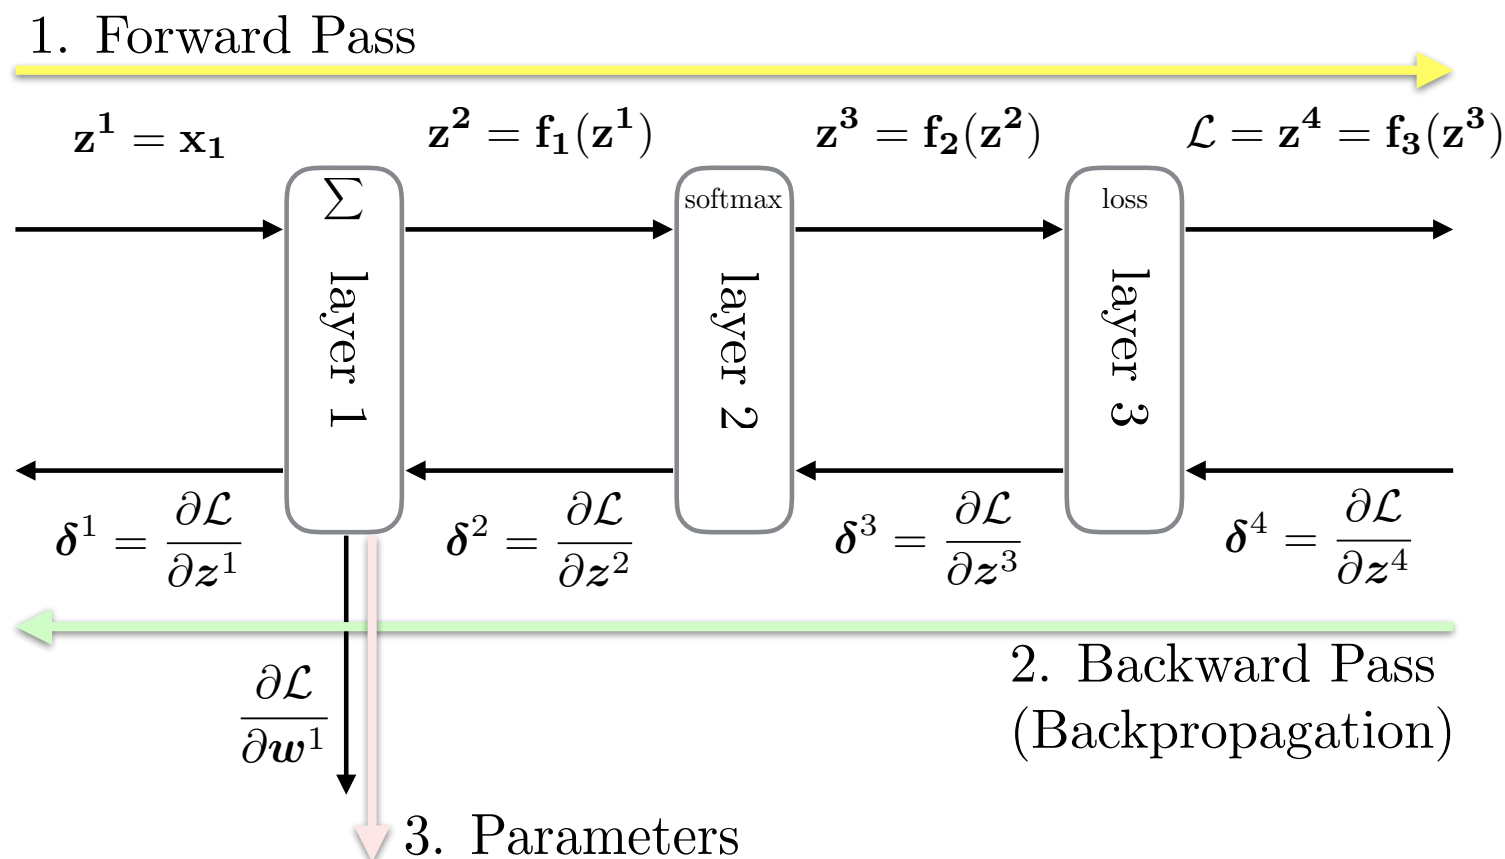 1. Forward Pass
z¹ = x₁
z² = f₁(z¹)
z³ = f₂(z²)
ℒ = z⁴ = f₃(z³)
∑
softmax
loss
layer 1
layer 2
layer 3
δ¹ = ∂ℒ/∂z¹
δ² = ∂ℒ/∂z²
δ³ = ∂ℒ/∂z³
δ⁴ = ∂ℒ/∂z⁴
2. Backward Pass
(Backpropagation)
∂ℒ/∂w¹
3. Parameters